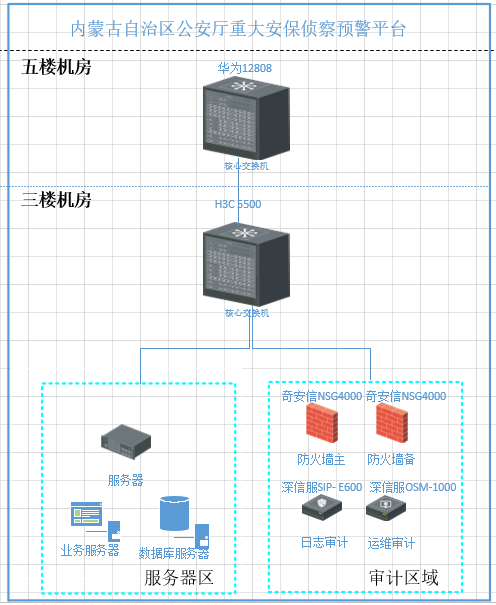 内蒙古自治区公安厅重大安保侦察预警平台
五楼机房
华为12808
核心交换机
三楼机房
H3C 5500
核心交换机
奇安信NSG4000 奇安信NSG4000
防火墙主 防火墙备
服务器
深信服SIP- E600 深信服OSM-1000
日志审计 运维审计
业务服务器 数据库服务器
服务器区 审计区域